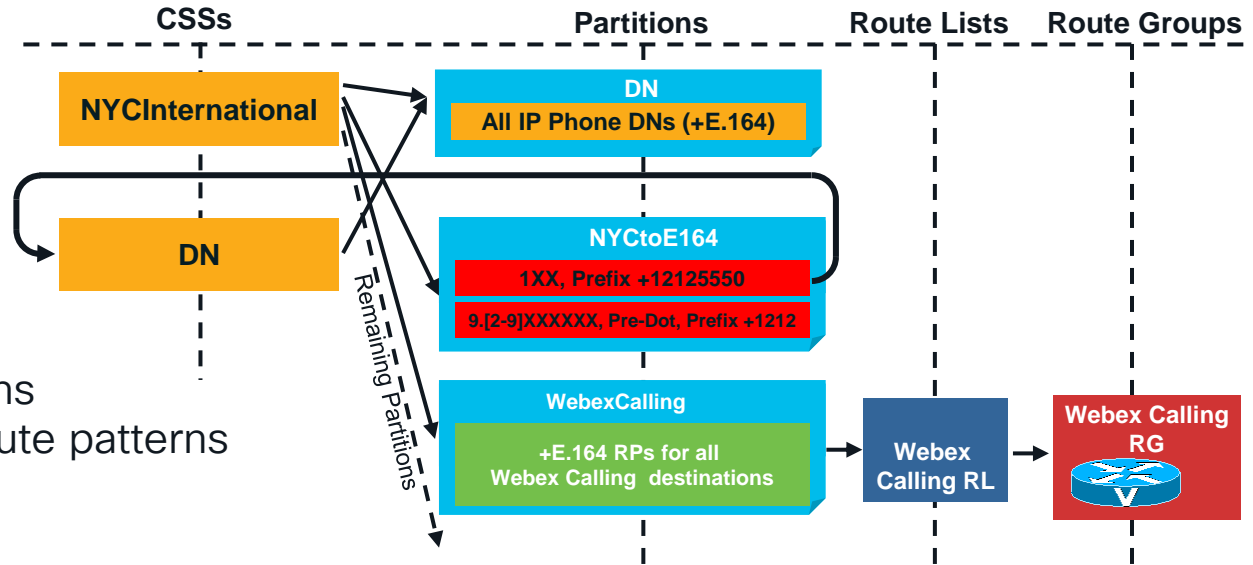 CSSs
Partitions
Route Lists
Route Groups
NYCInternational
DN
All IP Phone DNs (+E.164)
DN
NYCtoE164
1XX, Prefix +12125550
9.[2-9]XXXXXX, Pre-Dot, Prefix +1212
Remaining Partitions
ute patterns
WebexCalling
+E.164 RPs for all
Webex Calling destinations
Webex
Calling RL
Webex Calling
RG
V